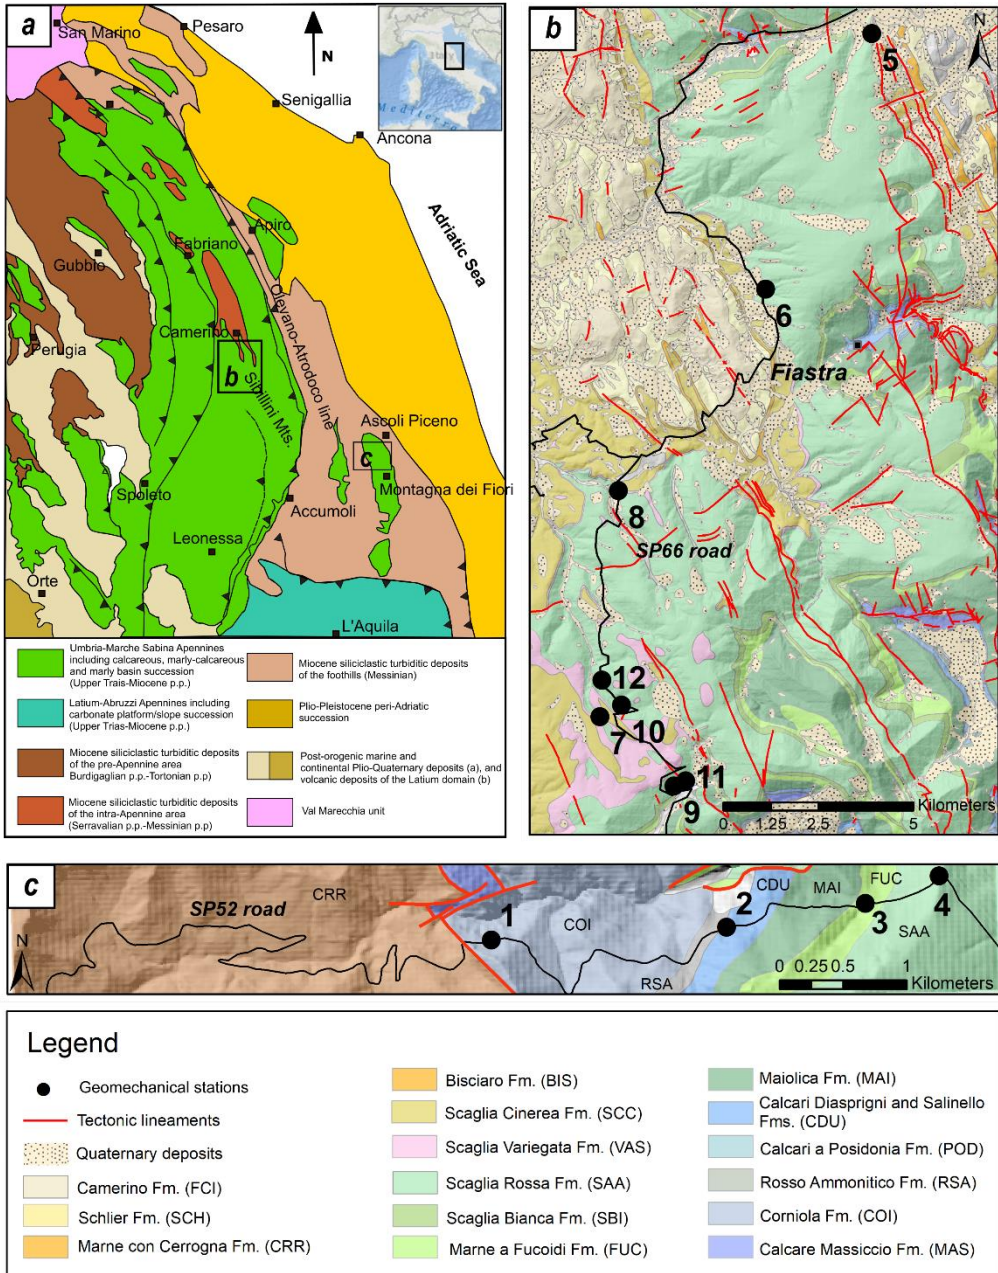 a
San Marino
Pesaro
N
Mediterr
Senigallia
Ancona
Adriatic Sea
Apiro
Fabriano
Gubbio
Olevano-Atrodoco line
Camerino
Perugia
b
Sibillini Mts.
Ascoli Piceno
c
Montagna dei Fiori
Spoleto
Accumoli
Leonessa
Orte
L'Aquila
Umbria-Marche Sabina Apennines
including calcareous, marly-calcareous
and marly basin succession
(Upper Trais-Miocene p.p.)
Latium-Abruzzi Apennines including
carbonate platform/slope succession
(Upper Trias-Miocene p.p.)
Miocene siliciclastic turbiditic deposits
of the pre-Apennine area
Burdigaglian p.p.-Tortonian p.p)
Miocene siliciclastic turbiditic deposits
of the intra-Apennine area
(Serravalian p.p.-Messinian p.p)
Miocene siliciclastic turbiditic deposits
of the foothills (Messinian)
Plio-Pleistocene peri-Adriatic
succession
Post-orogenic marine and
continental Plio-Quaternary deposits (a), and
volcanic deposits of the Latium domain (b)
Val Marecchia unit
b
N
5
6
Fiastra
8
SP66 road
12
10
7
11
9
Kilometers
0 1.25 2.5 5
c
SP52 road
CRR
N
1
COI
2
CDU
MAI
FUC
3
4
SAA
RSA
0 0.25 0.5 1
Kilometers
Legend
Geomechanical stations
Tectonic lineaments
Quaternary deposits
Camerino Fm. (FCI)
Schlier Fm. (SCH)
Marne con Cerrogna Fm. (CRR)
Bisciaro Fm. (BIS)
Scaglia Cinerea Fm. (SCC)
Scaglia Variegata Fm. (VAS)
Scaglia Rossa Fm. (SAA)
Scaglia Bianca Fm. (SBI)
Marne a Fucoidi Fm. (FUC)
Maiolica Fm. (MAI)
Calcari Diasprigni and Salinello
Fms. (CDU)
Calcari a Posidonia Fm. (POD)
Rosso Ammonitico Fm. (RSA)
Corniola Fm. (COI)
Calcare Massiccio Fm. (MAS)